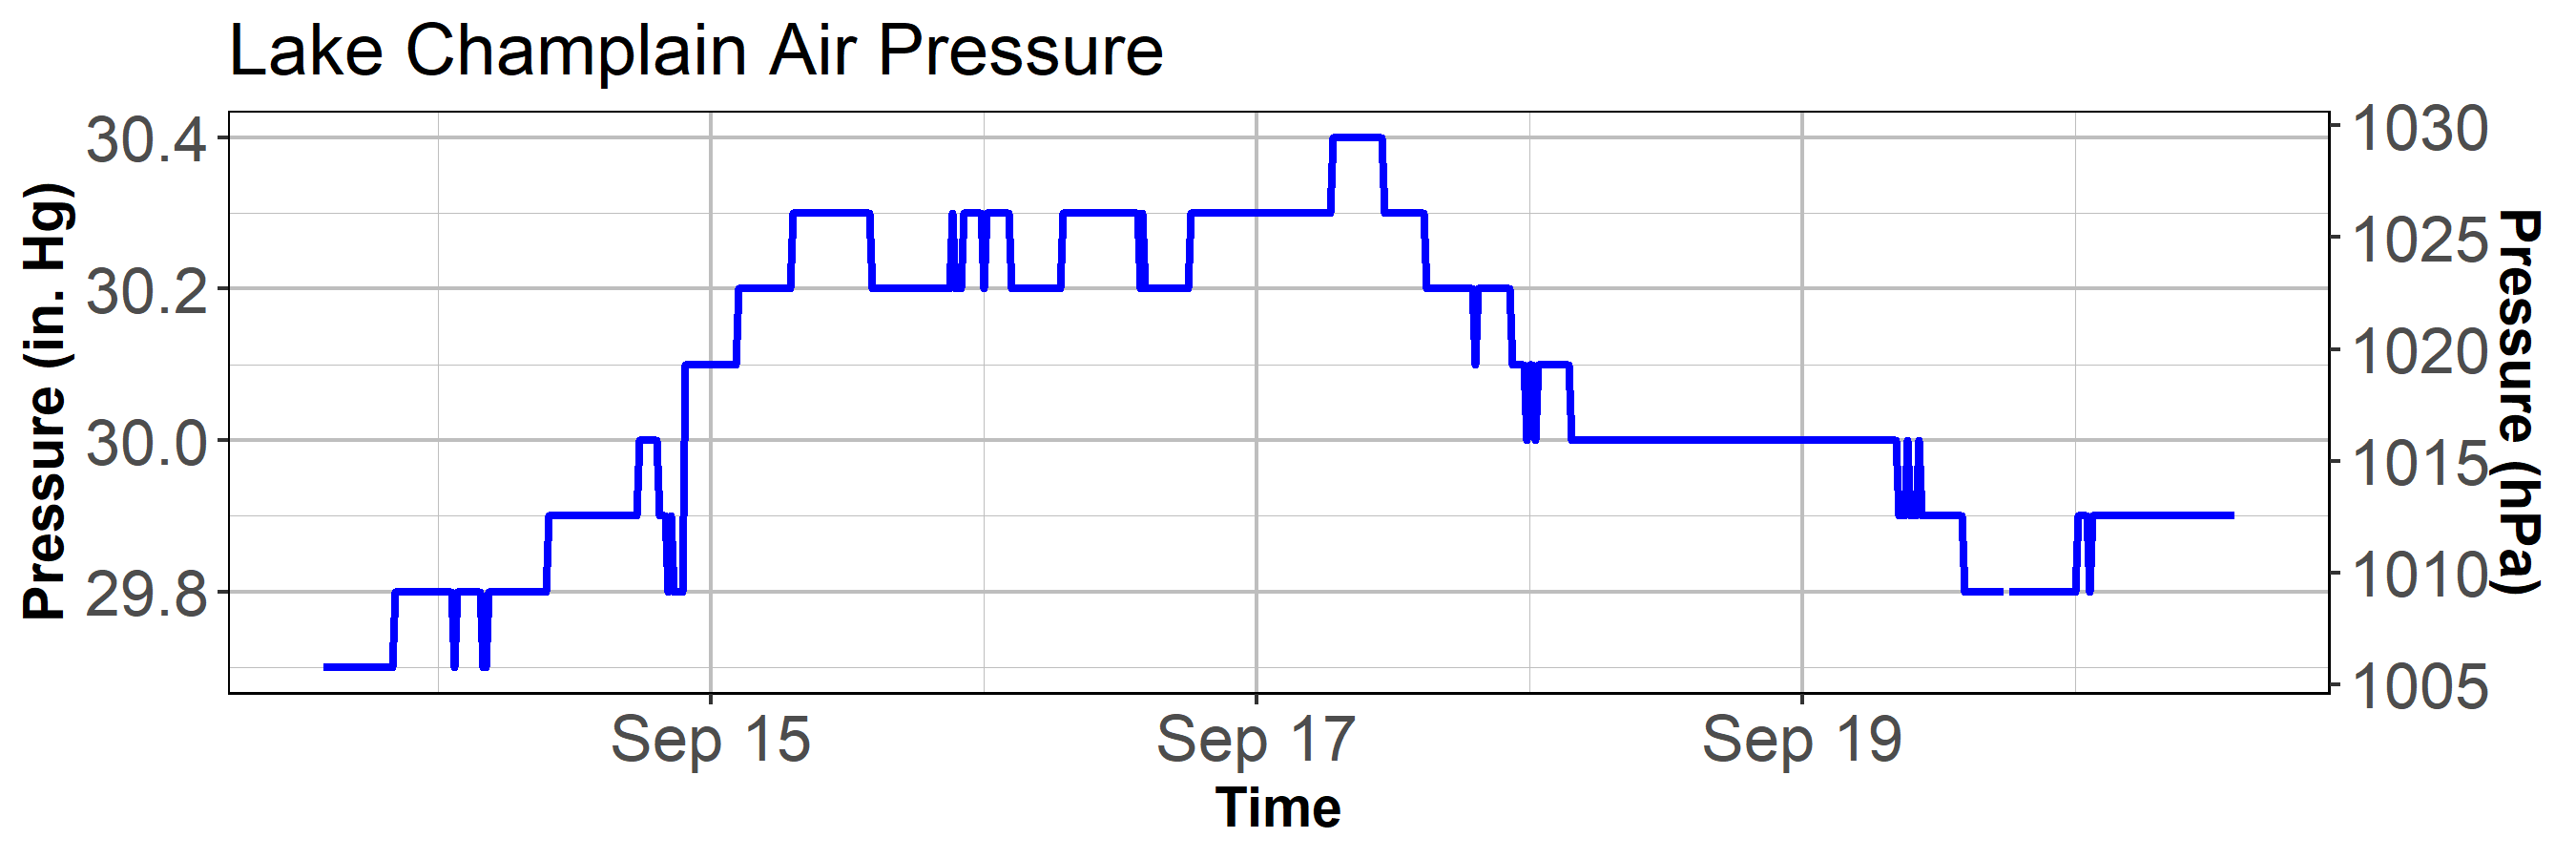 Lake Champlain Air Pressure
Pressure (in. Hg)
30.4
30.2
30.0
29.8
1030
1025
1020
1015
1010
1005
Pressure (hPa)
Sep 15
Sep 17
Sep 19
Time